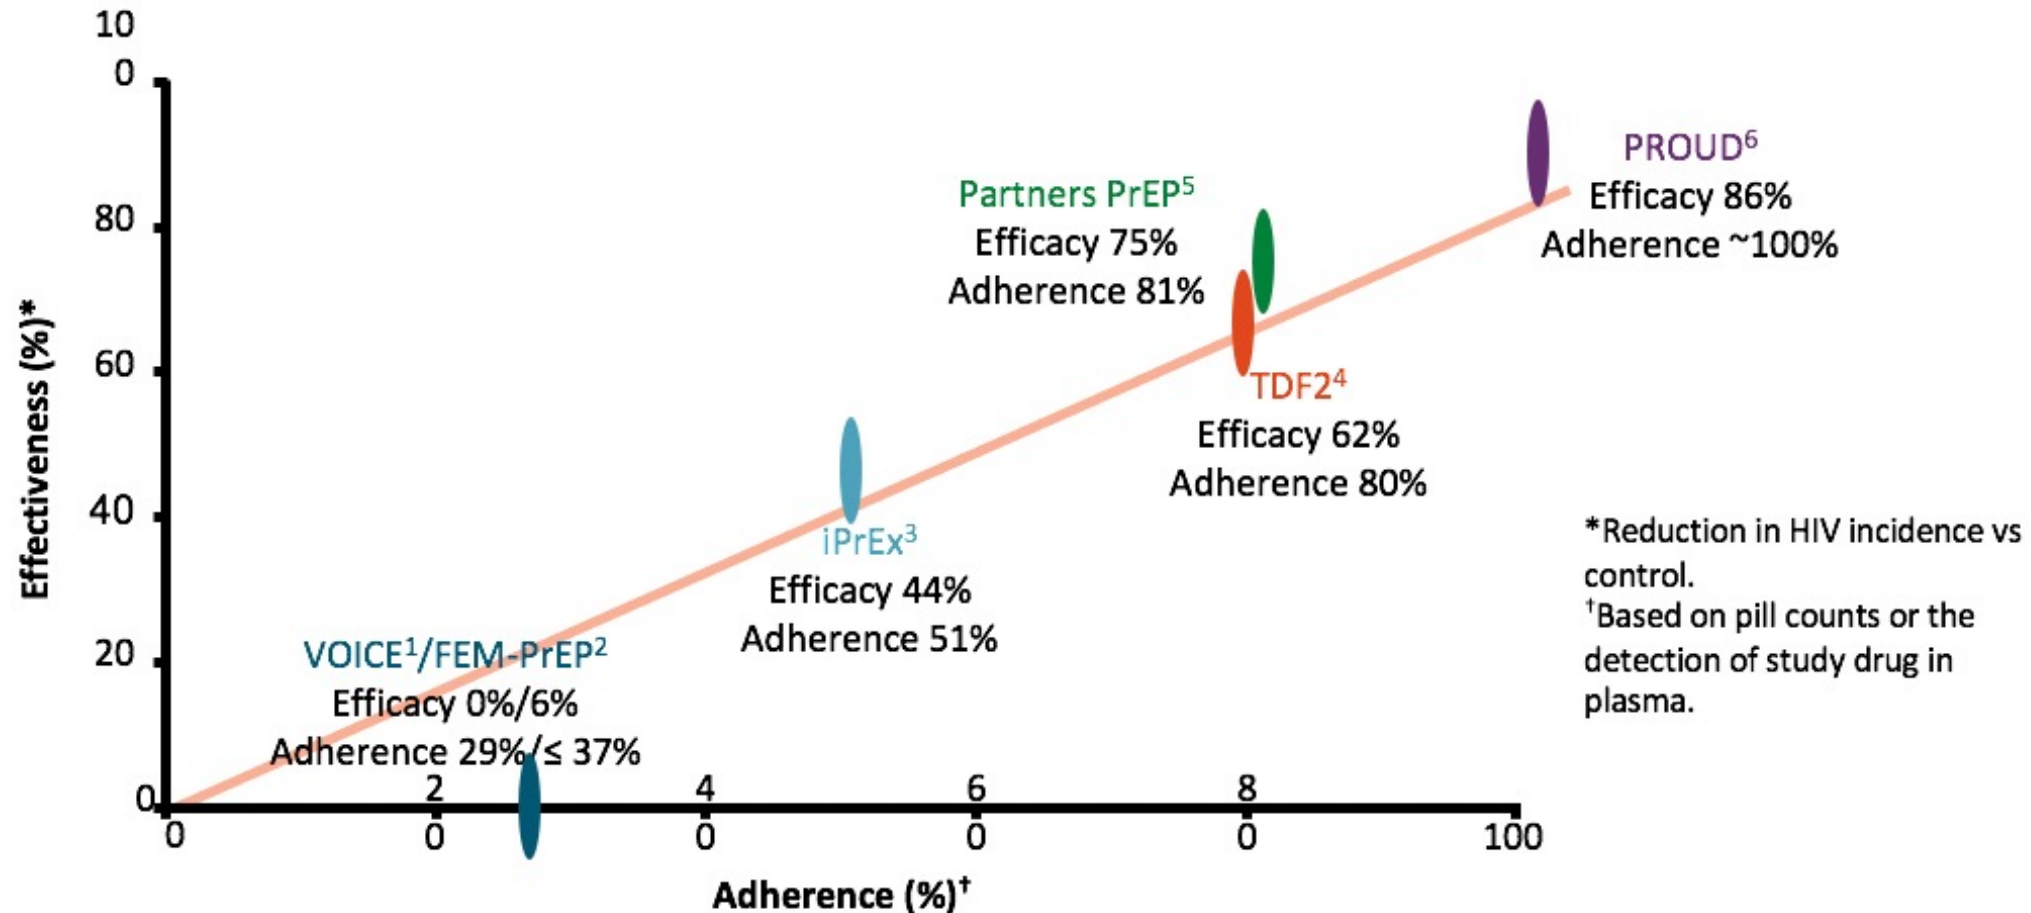 10
0
80
60
40
20
0
Effectiveness (%)*
PROUD⁶
Efficacy 86%
Adherence ~100%
Partners PrEP⁵
Efficacy 75%
Adherence 81%
TDF2⁴
Efficacy 62%
Adherence 80%
iPrEx³
Efficacy 44%
Adherence 51%
VOICE¹/FEM-PrEP²
Efficacy 0%/6%
Adherence 29%/≤ 37%
2 4 6 8
0 0 0 0 0 100
Adherence (%)†
*Reduction in HIV incidence vs
control.
†Based on pill counts or the
detection of study drug in
plasma.